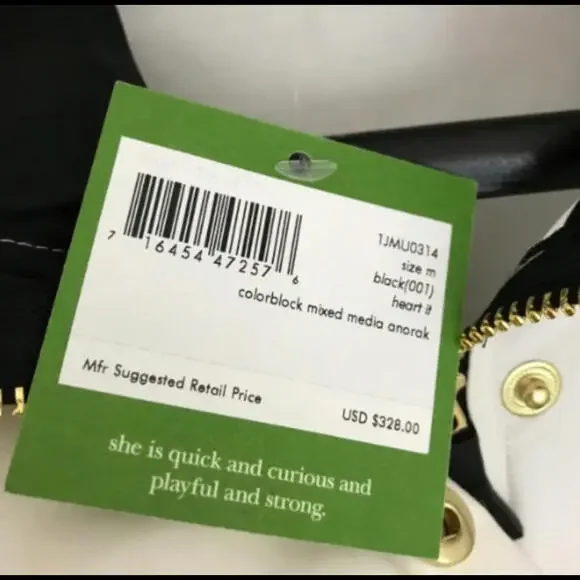 7 16454 47257 6
1JMU0314
size m
black(001)
heart it
colorblock mixed media anorak
Mfr Suggested Retail Price
USD $328.00
she is quick and curious and
playful and strong.